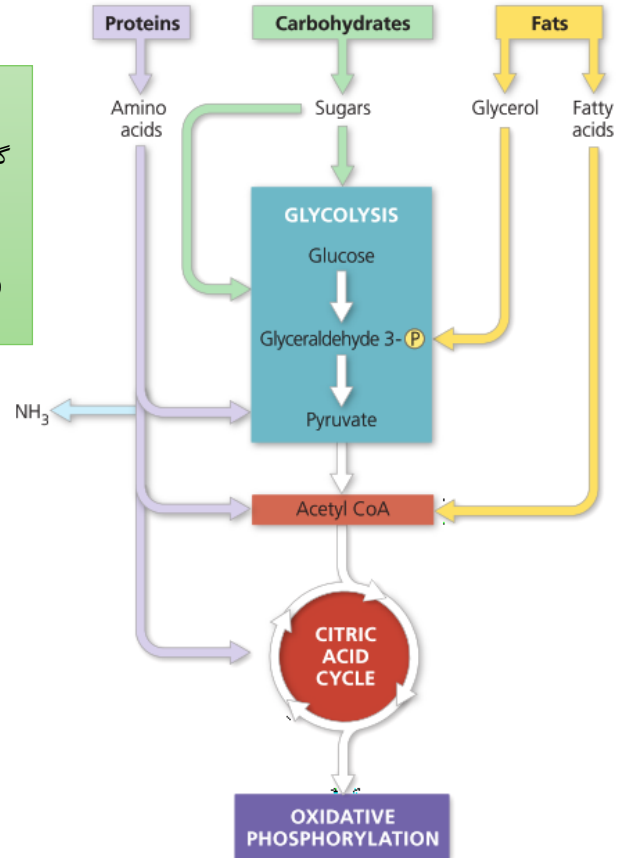 Proteins
Carbohydrates
Fats
Amino
acids
Sugars
Glycerol
Fatty
acids
GLYCOLYSIS
Glucose
Glyceraldehyde 3- P
Pyruvate
NH3
Acetyl CoA
CITRIC
ACID
CYCLE
OXIDATIVE
PHOSPHORYLATION